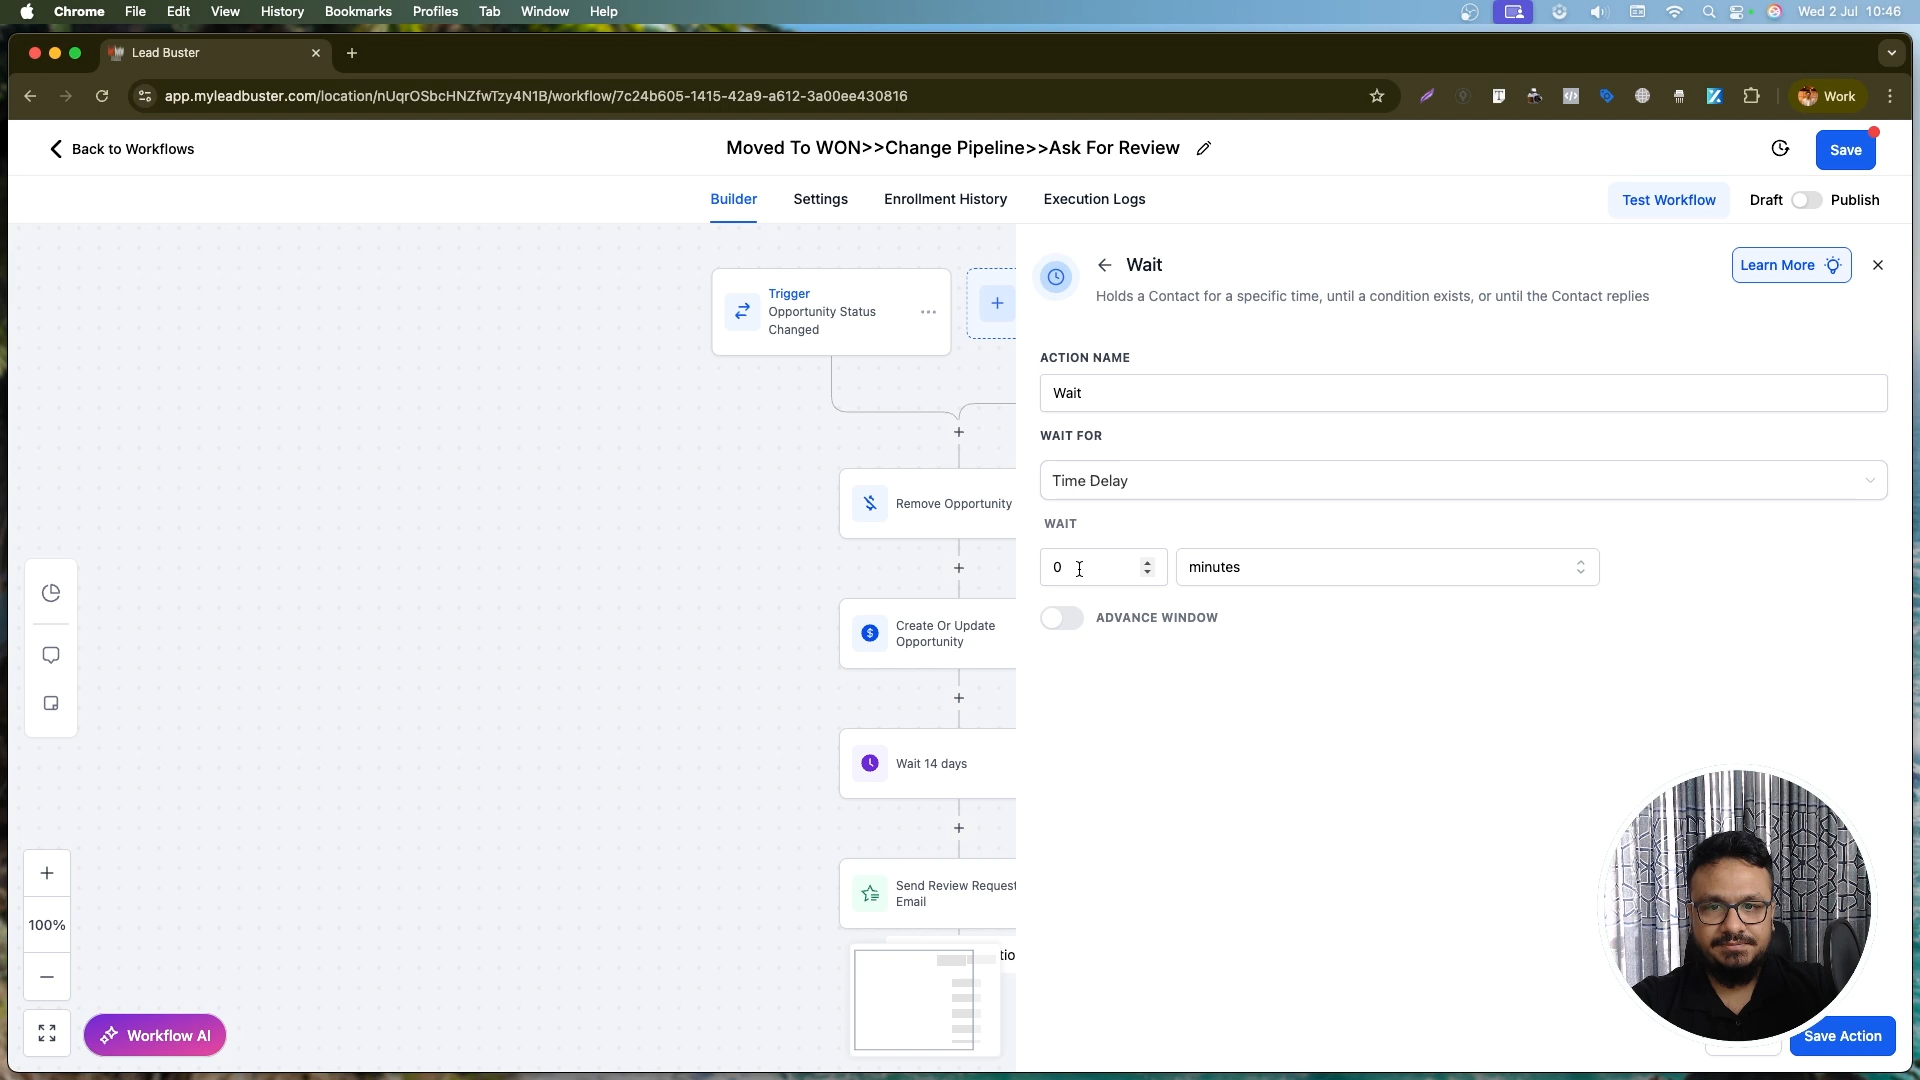 Chrome File Edit View History Bookmarks Profiles Tab Window Help Wed 2 Jul 10:46
Lead Buster
app.myleadbuster.com/location/nUqrOSbcHNZfwTzy4N1B/workflow/7c24b605-1415-42a9-a612-3a00ee430816 Work
Back to Workflows Moved To WON>>Change Pipeline>>Ask For Review Save
Builder Settings Enrollment History Execution Logs Test Workflow Draft Publish
Trigger
Opportunity Status
Changed
Remove Opportunity
Create Or Update
Opportunity
Wait 14 days
Send Review Request
Email
tio
100%
Workflow AI
Wait Learn More
Holds a Contact for a specific time, until a condition exists, or until the Contact replies
ACTION NAME
Wait
WAIT FOR
Time Delay
WAIT
0 minutes
ADVANCE WINDOW
Save Action